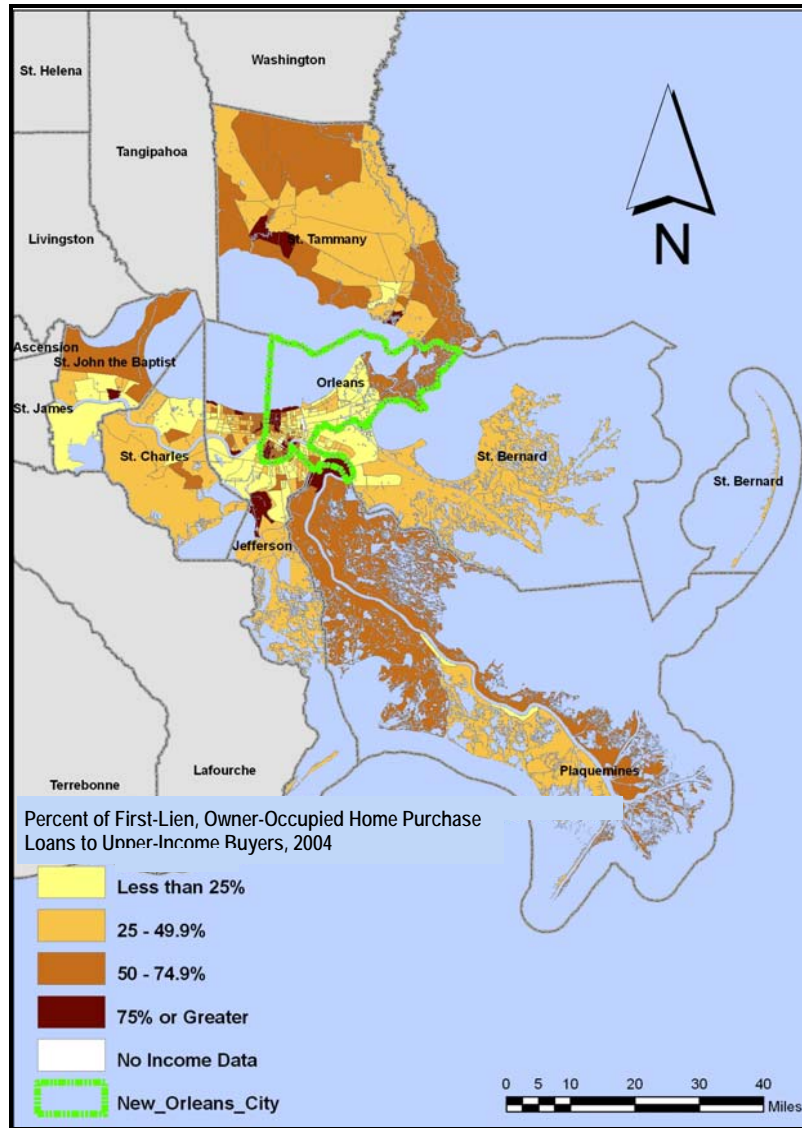 Washington
St. Helena
Tangipahoa
Livingston
St. Tammany
N
Ascension
St. John the Baptist
Orleans
St. James
St. Charles
St. Bernard
St. Bernard
Jefferson
Plaquemines
Terrebonne
Lafourche
Percent of First-Lien, Owner-Occupied Home Purchase
Loans to Upper-Income Buyers, 2004
Less than 25%
25 - 49.9%
50 - 74.9%
75% or Greater
No Income Data
New_Orleans_City
0 5 10 20 30 40
Miles